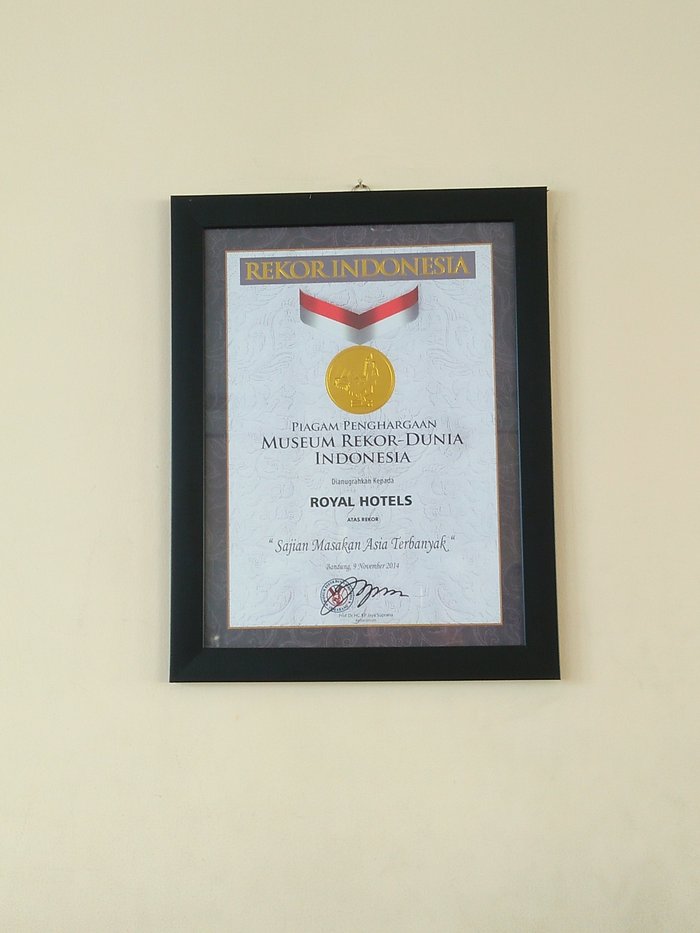 REKOR INDONESIA
PIAGAM PENGHARGAAN
MUSEUM REKOR-DUNIA
INDONESIA
Dianugrahkan Kepada
ROYAL HOTELS
ATAS REKOR
“ Sajian Masakan Asia Terbanyak “
Bandung, 9 November 2014